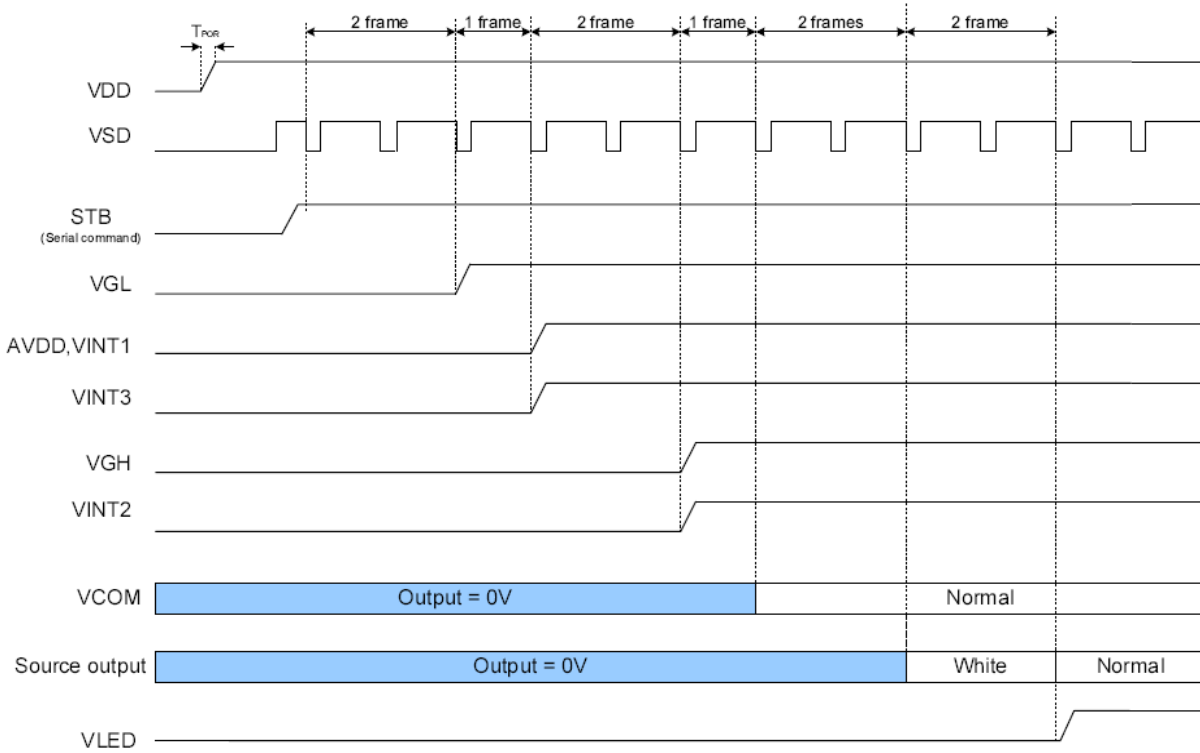 2 frame
1 frame
2 frame
1 frame
2 frames
2 frame
TPOR
VDD
VSD
STB
(Serial command)
VGL
AVDD,VINT1
VINT3
VGH
VINT2
VCOM
Output = 0V
Normal
Source output
Output = 0V
White
Normal
VLED